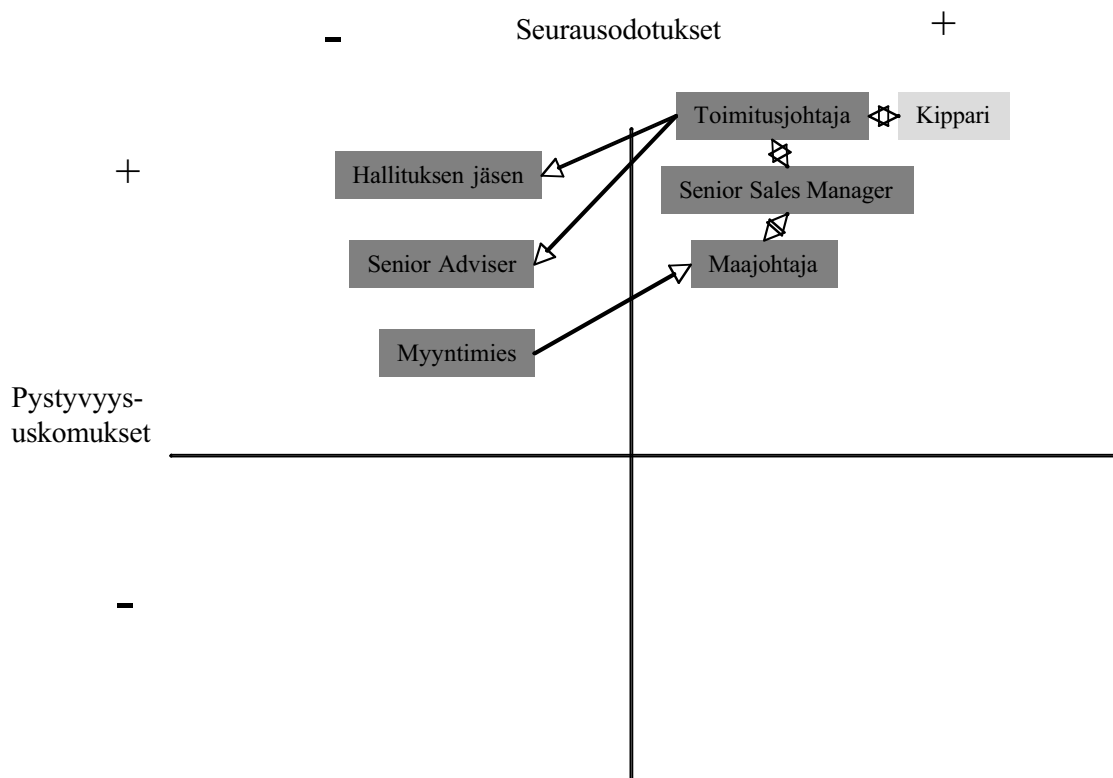 - Seurausodotukset +
Toimitusjohtaja Kippari
+ Hallituksen jäsen Senior Sales Manager
Senior Adviser Maajohtaja
Myyntimies
Pystyvyys-
uskomukset
-